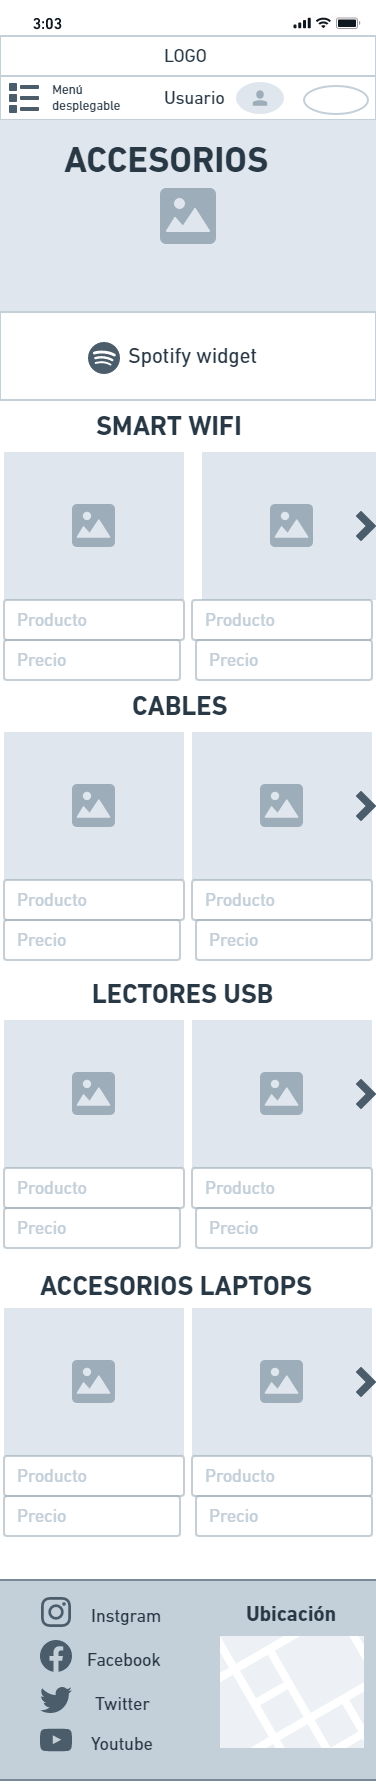 3:03
LOGO
Menú
desplegable
Usuario
ACCESORIOS
Spotify widget
SMART WIFI
Producto
Producto
Precio
Precio
CABLES
Producto
Producto
Precio
Precio
LECTORES USB
Producto
Producto
Precio
Precio
ACCESORIOS LAPTOPS
Producto
Producto
Precio
Precio
Instgram
Facebook
Twitter
Youtube
Ubicación